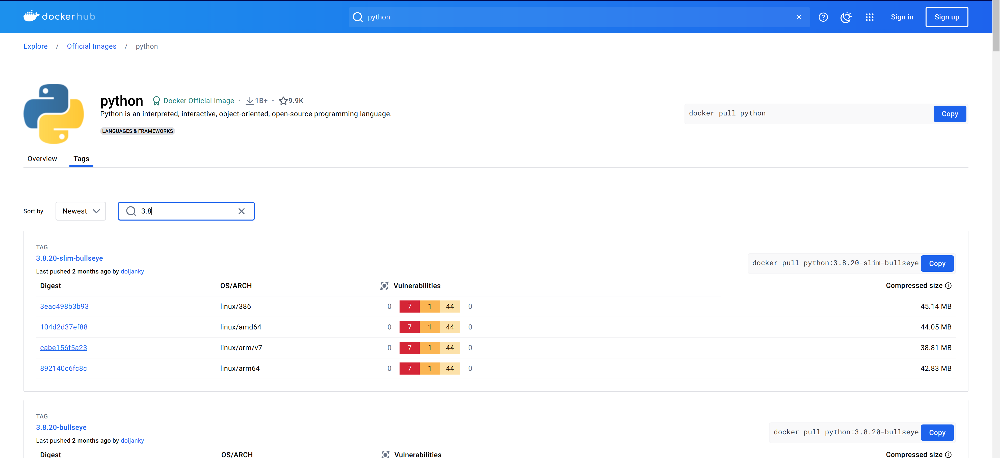 dockerhub
python
Sign in
Sign up
Explore / Official Images / python
python
Docker Official Image • 1B+ • 9.9K
Python is an interpreted, interactive, object-oriented, open-source programming language.
LANGUAGES & FRAMEWORKS
docker pull python
Copy
Overview
Tags
Sort by
Newest
3.8
TAG
3.8.20-slim-bullseye
Last pushed 2 months ago by doijanky
docker pull python:3.8.20-slim-bullseye
Copy
Digest OS/ARCH Vulnerabilities Compressed size
3eac498b3b93 linux/386 0 7 1 44 0 45.14 MB
104d2d37ef88 linux/amd64 0 7 1 44 0 44.05 MB
cabe156f5a23 linux/arm/v7 0 7 1 44 0 38.81 MB
892140c6fc8c linux/arm64 0 7 1 44 0 42.83 MB
TAG
3.8.20-bullseye
Last pushed 2 months ago by doijanky
docker pull python:3.8.20-bullseye
Copy
Digest OS/ARCH Vulnerabilities Compressed size